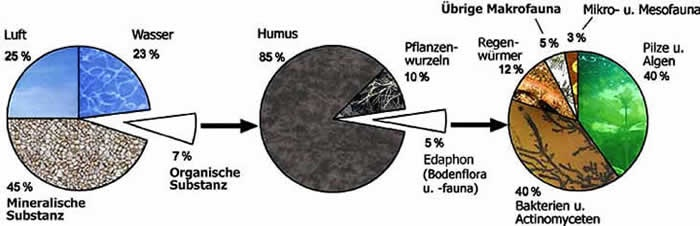 Luft
25 %
Wasser
23 %
7 %
Organische
Substanz
45 %
Mineralische
Substanz
Humus
85 %
Pflanzen-
wurzeln
10 %
5 %
Edaphon
(Bodenflora
u. -fauna)
Übrige Makrofauna
5 %
Mikro- u. Mesofauna
3 %
Regen-
würmer
12 %
Pilze u.
Algen
40 %
40 %
Bakterien u.
Actinomyceten